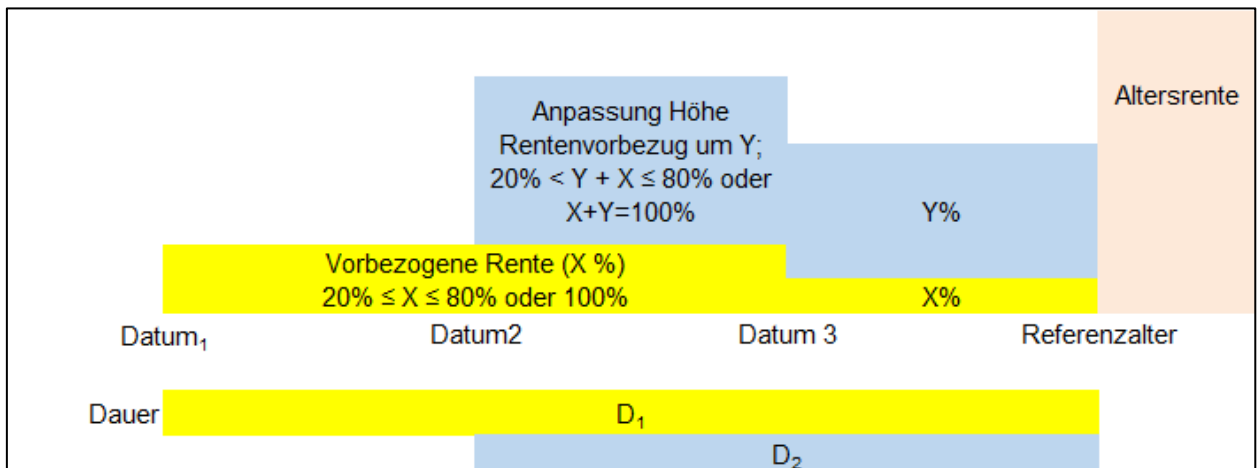 Altersrente
Anpassung Höhe
Rentenvorbezug um Y;
20% < Y + X ≤ 80% oder
X+Y=100%
Y%
Vorbezogene Rente (X %)
20% ≤ X ≤ 80% oder 100%
X%
Datum₁
Datum2
Datum 3
Referenzalter
Dauer
D₁
D₂